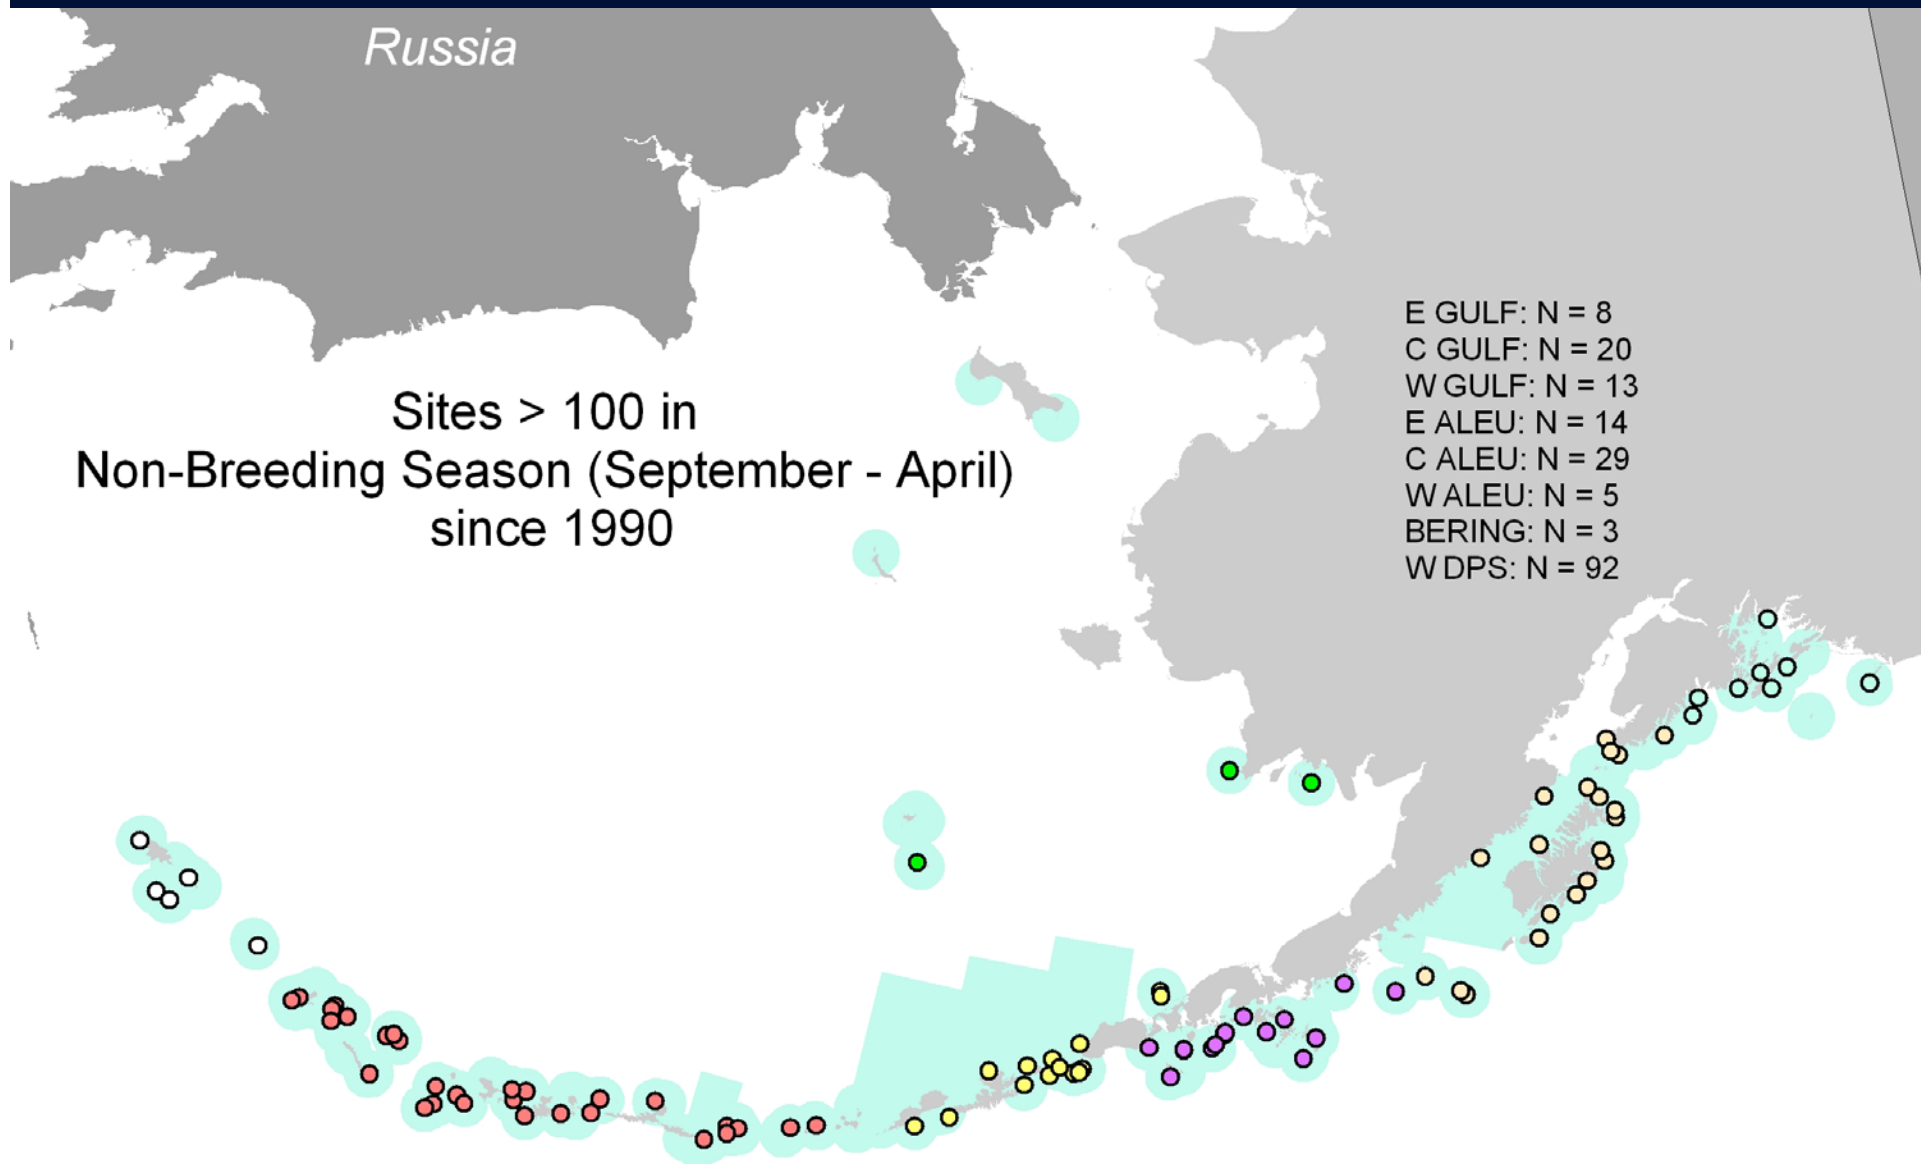 Russia
E GULF: N = 8
C GULF: N = 20
W GULF: N = 13
E ALEU: N = 14
C ALEU: N = 29
W ALEU: N = 5
BERING: N = 3
W DPS: N = 92
Sites > 100 in
Non-Breeding Season (September - April)
since 1990